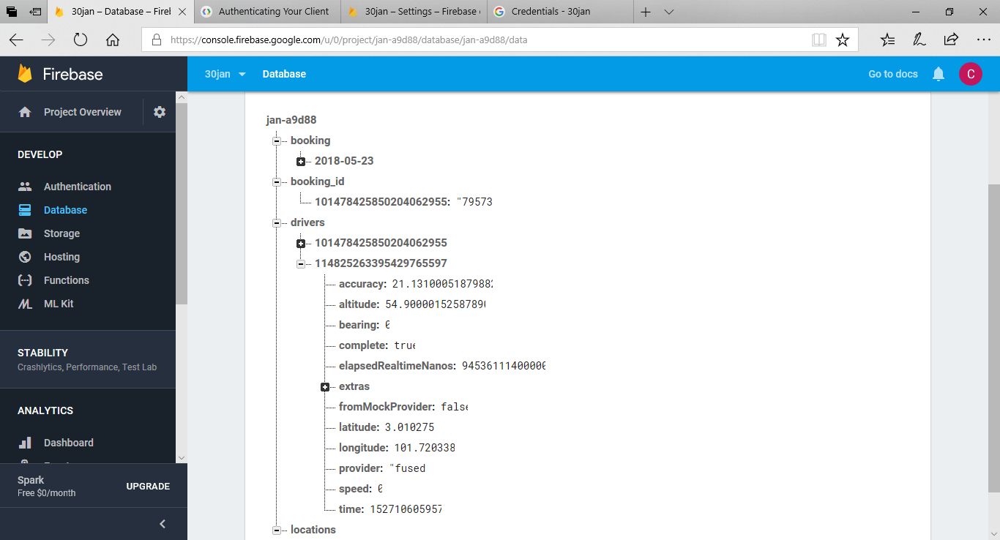 30jan – Database – Firel
Authenticating Your Client
30jan – Settings – Firebase
Credentials - 30jan
https://console.firebase.google.com/u/0/project/jan-a9d88/database/jan-a9d88/data
Firebase
30jan
Database
Go to docs
C
Project Overview
DEVELOP
Authentication
Database
Storage
Hosting
Functions
ML Kit
STABILITY
Crashlytics, Performance, Test Lab
ANALYTICS
Dashboard
Spark
Free $0/month
UPGRADE
jan-a9d88
booking
2018-05-23
booking_id
101478425850204062955: "79573
drivers
101478425850204062955
114825263395429765597
accuracy: 21.13100051879882
altitude: 54.90000152587890
bearing: 0
complete: true
elapsedRealtimeNanos: 94536111400000
extras
fromMockProvider: false
latitude: 3.010275
longitude: 101.720338
provider: "fused
speed: 0
time: 152710605957
locations